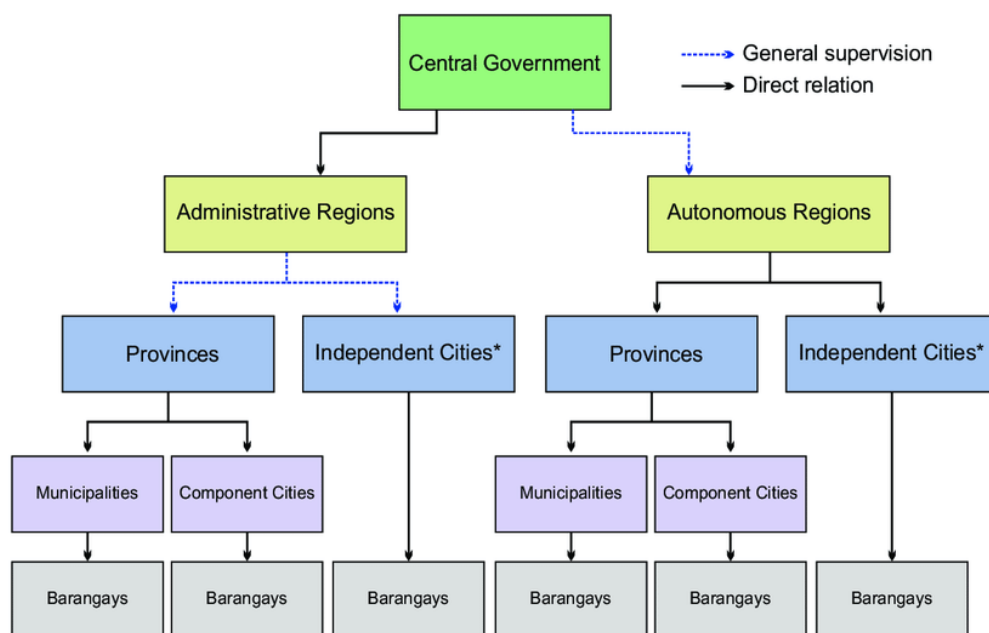 Central Government
General supervision
Direct relation
Administrative Regions
Autonomous Regions
Provinces
Independent Cities*
Provinces
Independent Cities*
Municipalities
Component Cities
Municipalities
Component Cities
Barangays
Barangays
Barangays
Barangays
Barangays
Barangays